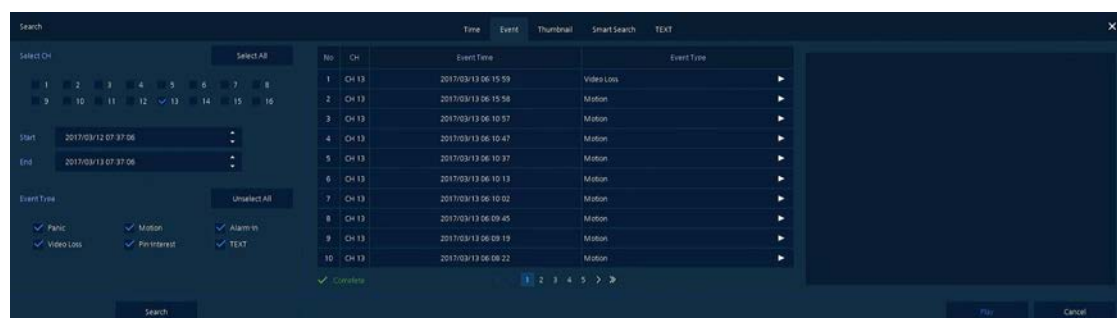 Search
Time Event Thumbnail Smart Search TEXT
Select CH Select All
1 2 3 4 5 6 7 8
9 10 11 12 13 14 15 16
Start 2017/03/12 07:37:06
End 2017/03/13 07:37:06
Event Type Unselect All
Panic Motion Alarm-In
Video Loss Pin Interest TEXT
Search
No CH Event Time Event Type
1 CH 13 2017/03/13 06:15:59 Video Loss
2 CH 13 2017/03/13 06:15:58 Motion
3 CH 13 2017/03/13 06:10:57 Motion
4 CH 13 2017/03/13 06:10:47 Motion
5 CH 13 2017/03/13 06:10:37 Motion
6 CH 13 2017/03/13 06:10:13 Motion
7 CH 13 2017/03/13 06:10:02 Motion
8 CH 13 2017/03/13 06:09:45 Motion
9 CH 13 2017/03/13 06:09:19 Motion
10 CH 13 2017/03/13 06:08:22 Motion
Complete 1 2 3 4 5
Play Cancel